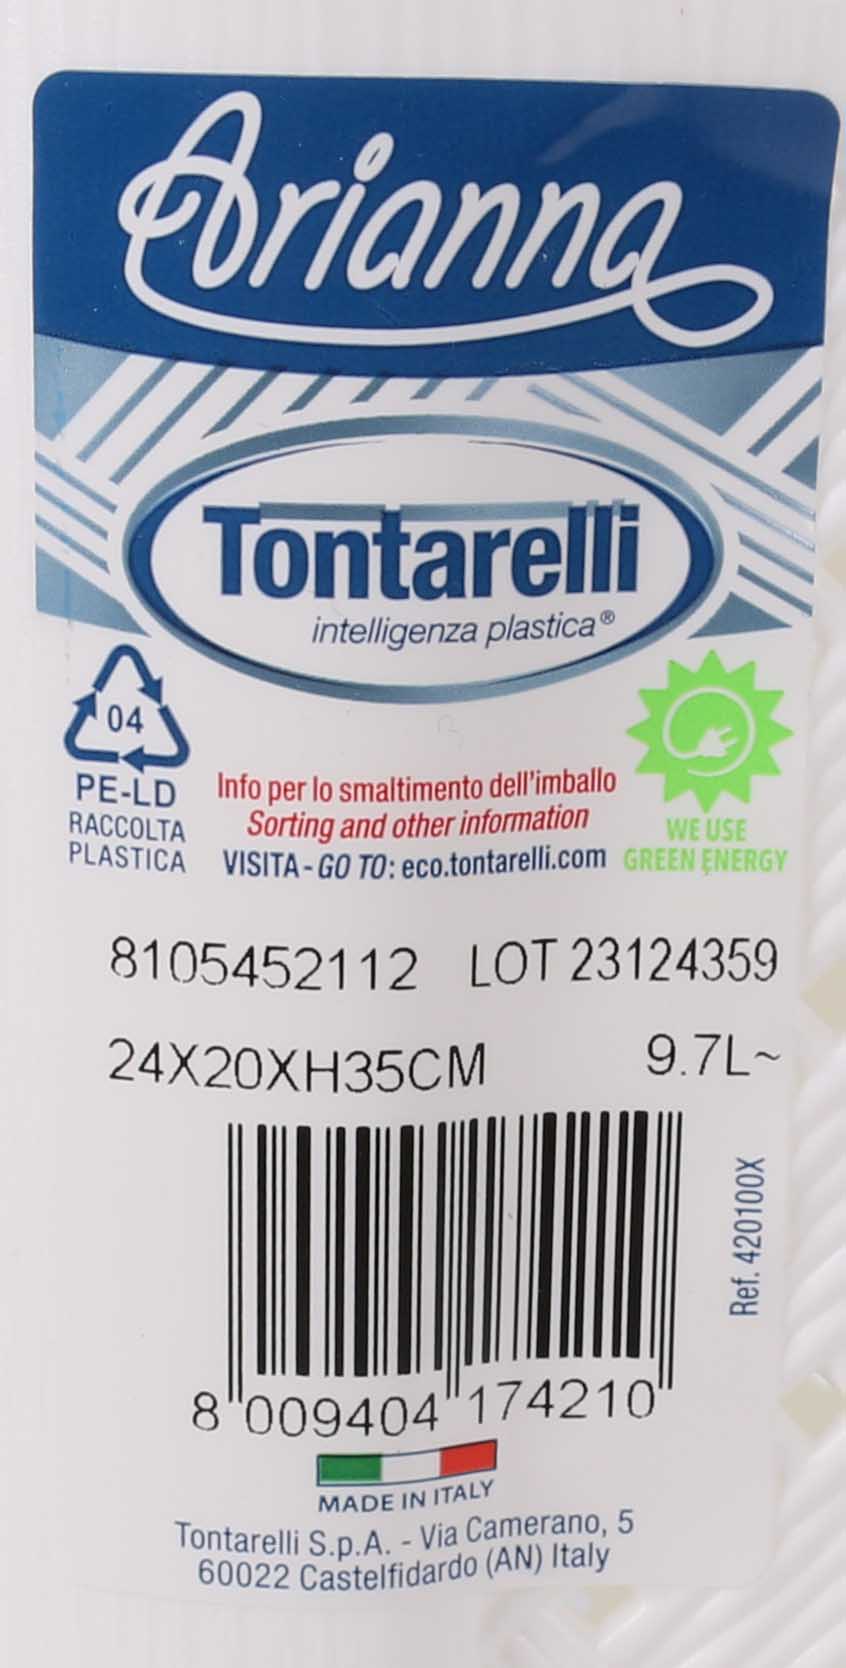 Arianna
Tontarelli
intelligenza plastica®
04
PE-LD
RACCOLTA
PLASTICA
Info per lo smaltimento dell'imballo
Sorting and other information
VISITA - GO TO: eco.tontarelli.com
WE USE
GREEN ENERGY
8105452112 LOT 23124359
24X20XH35CM 9.7L~
Ref. 420100X
8 009404 174210
MADE IN ITALY
Tontarelli S.p.A. - Via Camerano, 5
60022 Castelfidardo (AN) Italy